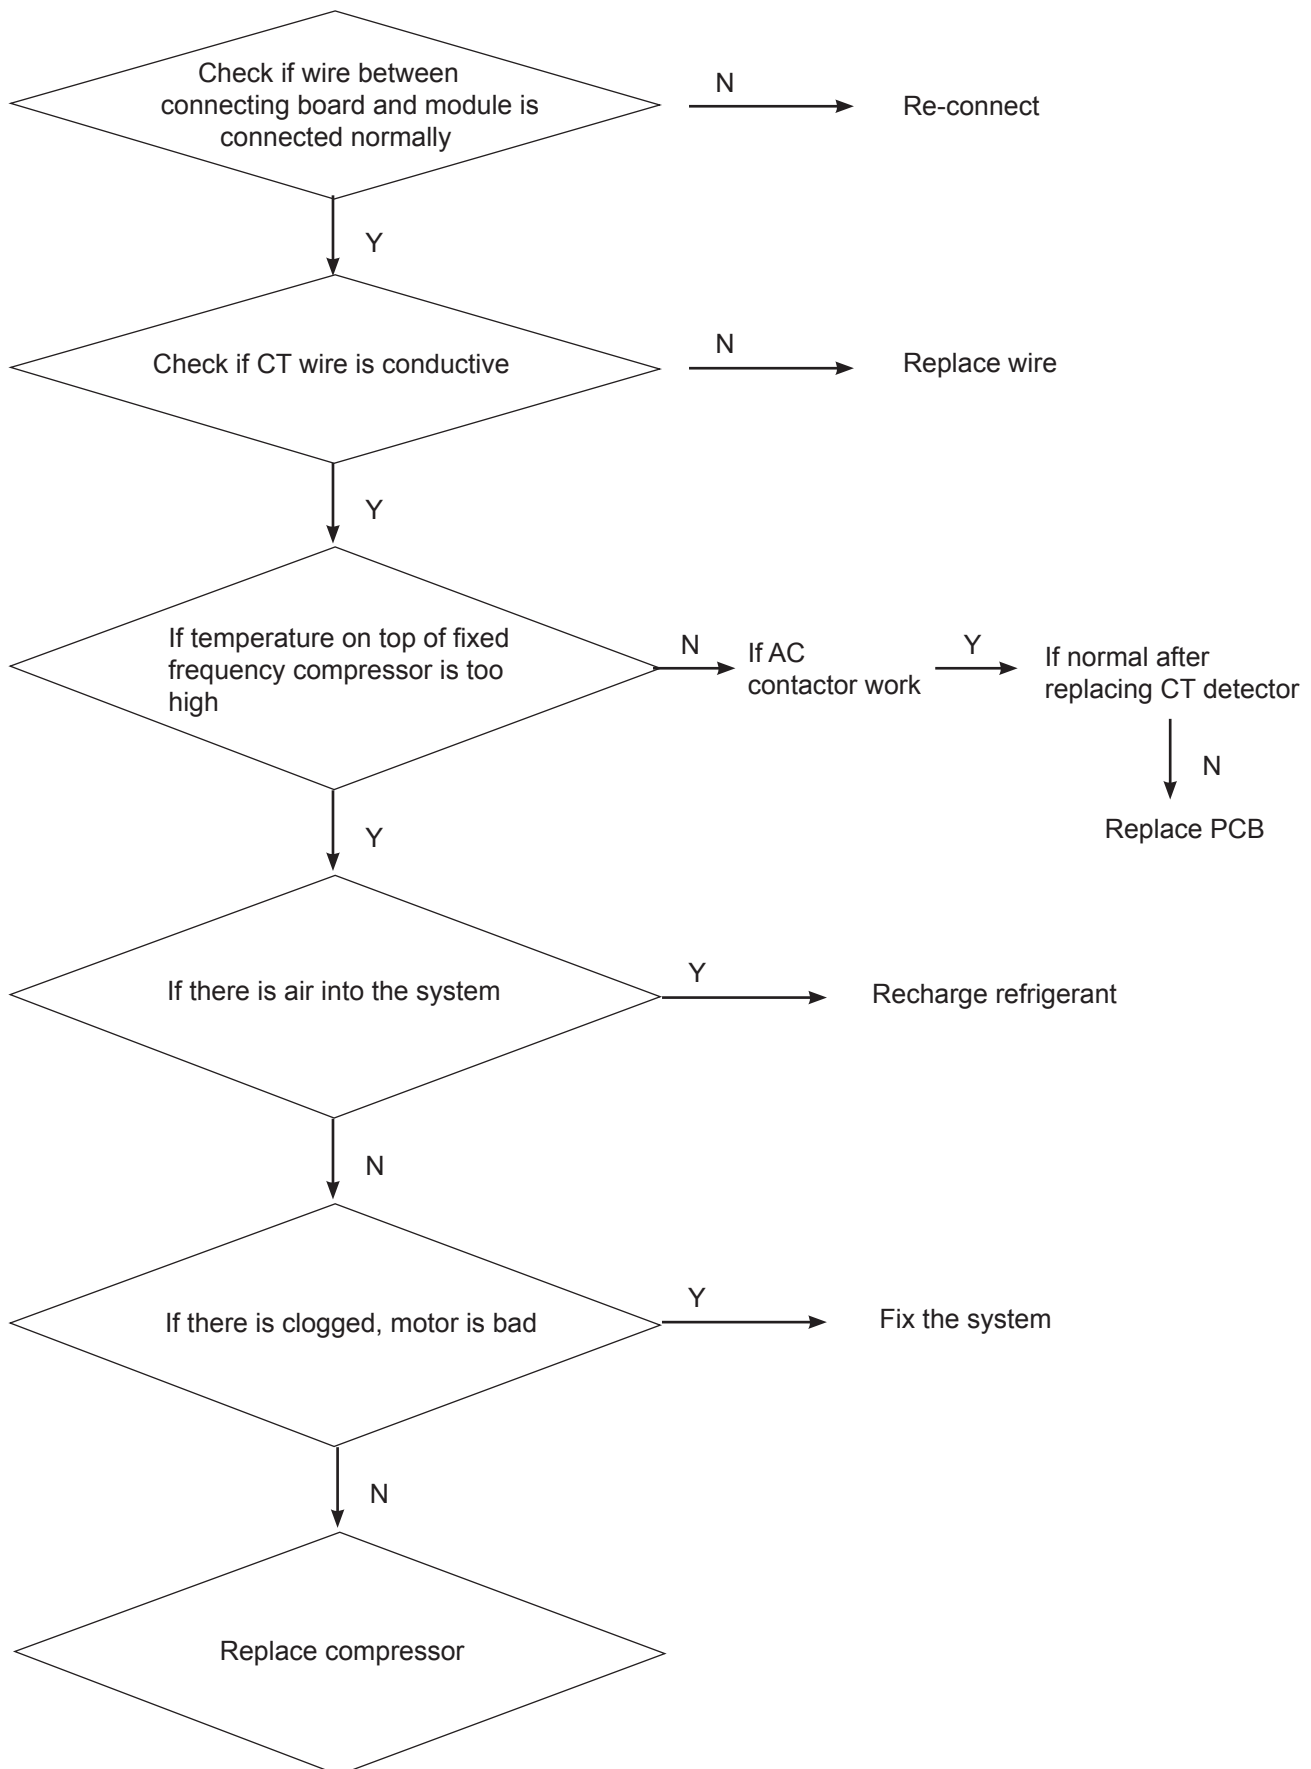 Check if wire between
connecting board and module is
connected normally
N
Re-connect
Y
Check if CT wire is conductive
N
Replace wire
Y
If temperature on top of fixed
frequency compressor is too
high
N
If AC
contactor work
Y
If normal after
replacing CT detector
N
Replace PCB
Y
If there is air into the system
Y
Recharge refrigerant
N
If there is clogged, motor is bad
Y
Fix the system
N
Replace compressor